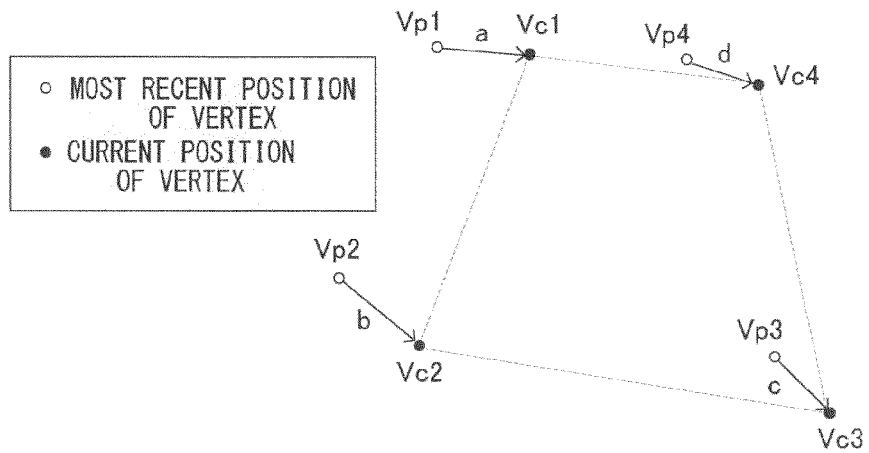 Vp1
a
Vc1
Vp4
d
Vc4
MOST RECENT POSITION
OF VERTEX
CURRENT POSITION
OF VERTEX
Vp2
b
Vc2
Vp3
c
Vc3